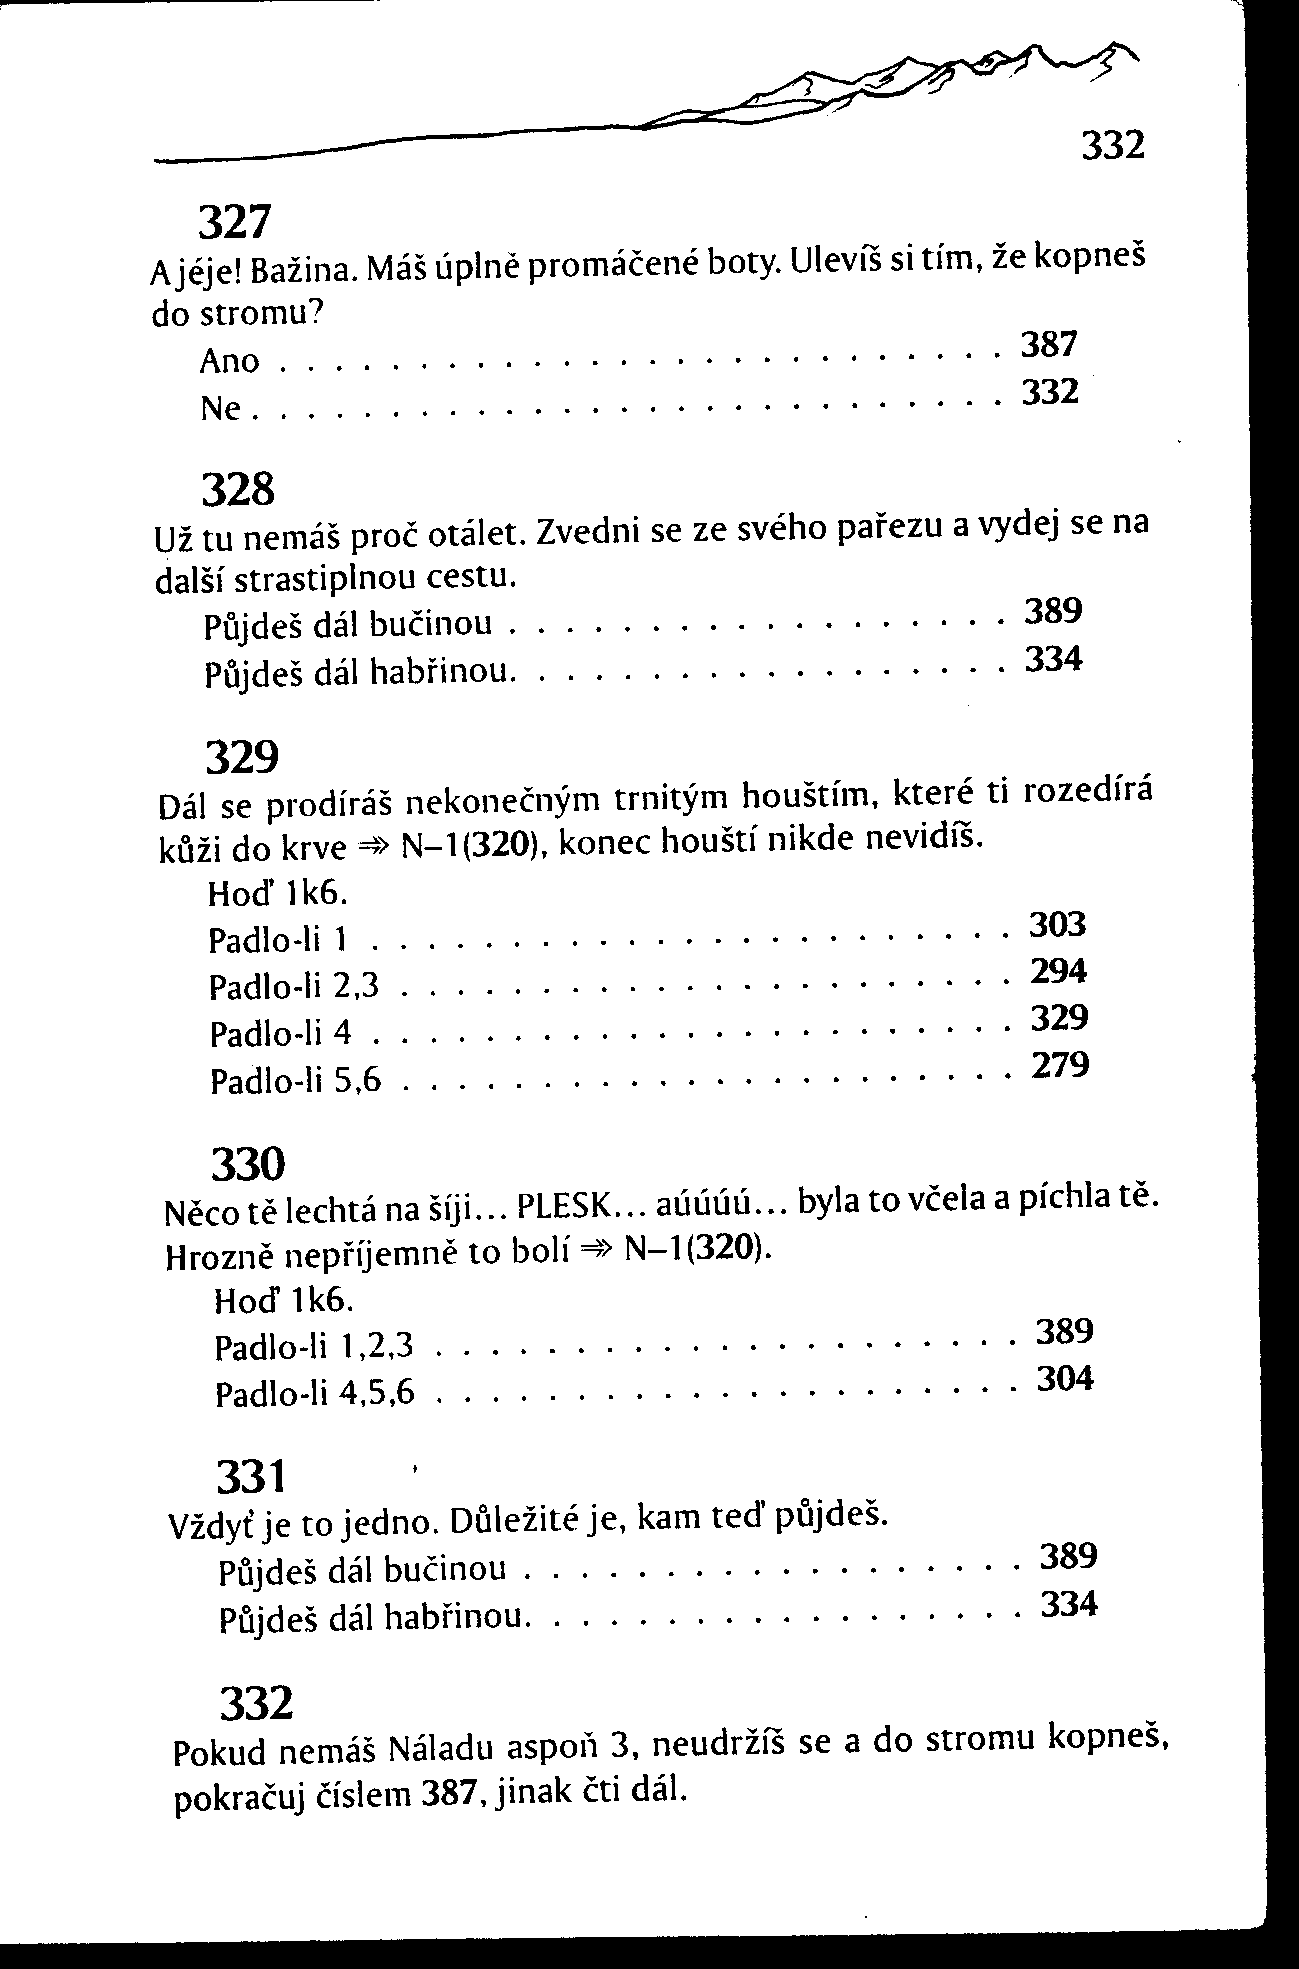 332
327
Ajéje! Bažina. Máš úplně promáčené boty. Ulevíš si tím, že kopneš
do stromu?
Ano . . . . . . . . . . . . . . . . . . . . . . . . . . 387
Ne . . . . . . . . . . . . . . . . . . . . . . . . . . . 332
328
Už tu nemáš proč otálet. Zvedni se ze svého pařezu a vydej se na
další strastiplnou cestu.
Půjdeš dál bučinou . . . . . . . . . . . . . . . . . . 389
Půjdeš dál habřinou. . . . . . . . . . . . . . . . . . 334
329
Dál se prodíráš nekonečným trnitým houštím, které ti rozedírá
kůži do krve ⇒» N–1(320), konec houští nikde nevidíš.
Hoď 1k6.
Padlo-li 1 . . . . . . . . . . . . . . . . . . . . . . . 303
Padlo-li 2,3 . . . . . . . . . . . . . . . . . . . . . . 294
Padlo-li 4 . . . . . . . . . . . . . . . . . . . . . . . 329
Padlo-li 5,6 . . . . . . . . . . . . . . . . . . . . . . 279
330
Něco tě lechtá na šíji... PLESK... aúúúú... byla to včela a píchla tě.
Hrozně nepříjemně to bolí ⇒» N–1(320).
Hoď 1k6.
Padlo-li 1,2,3 . . . . . . . . . . . . . . . . . . . . . 389
Padlo-li 4,5,6 . . . . . . . . . . . . . . . . . . . . . 304
331
Vždyť je to jedno. Důležité je, kam teď půjdeš.
Půjdeš dál bučinou . . . . . . . . . . . . . . . . . . 389
Půjdeš dál habřinou. . . . . . . . . . . . . . . . . . 334
332
Pokud nemáš Náladu aspoň 3, neudržíš se a do stromu kopneš,
pokračuj číslem 387, jinak čti dál.